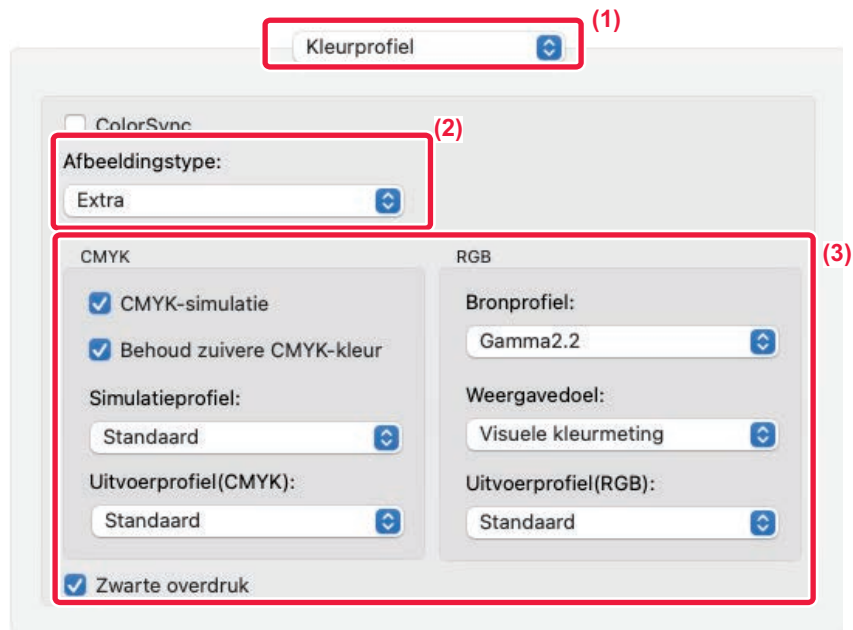 (1)
Kleurprofiel
ColorSync
(2)
Afbeeldingstype:
Extra
(3)
CMYK
CMYK-simulatie
Behoud zuivere CMYK-kleur
Simulatieprofiel:
Standaard
Uitvoerprofiel(CMYK):
Standaard
RGB
Bronprofiel:
Gamma2.2
Weergavedoel:
Visuele kleurmeting
Uitvoerprofiel(RGB):
Standaard
Zwarte overdruk